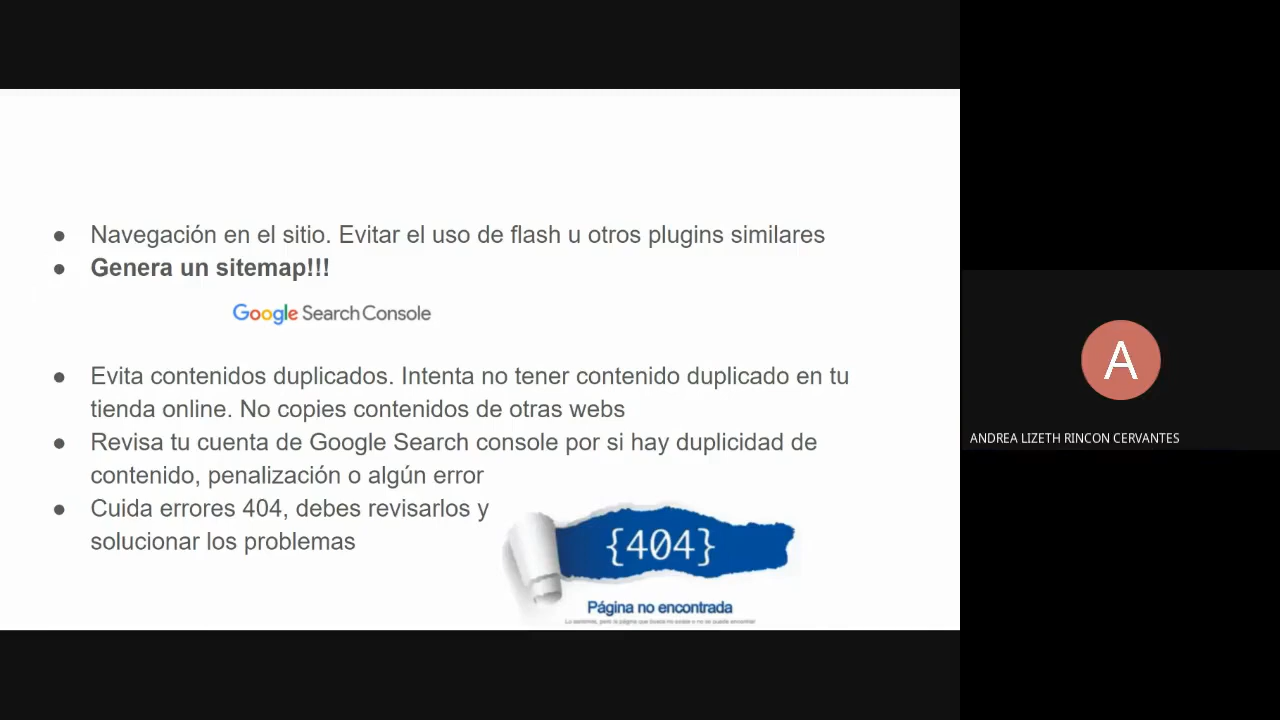 Navegación en el sitio. Evitar el uso de flash u otros plugins similares
Genera un sitemap!!!
Google Search Console
Evita contenidos duplicados. Intenta no tener contenido duplicado en tu
tienda online. No copies contenidos de otras webs
Revisa tu cuenta de Google Search console por si hay duplicidad de
contenido, penalización o algún error
Cuida errores 404, debes revisarlos y
solucionar los problemas
{404}
Página no encontrada
A
ANDREA LIZETH RINCON CERVANTES